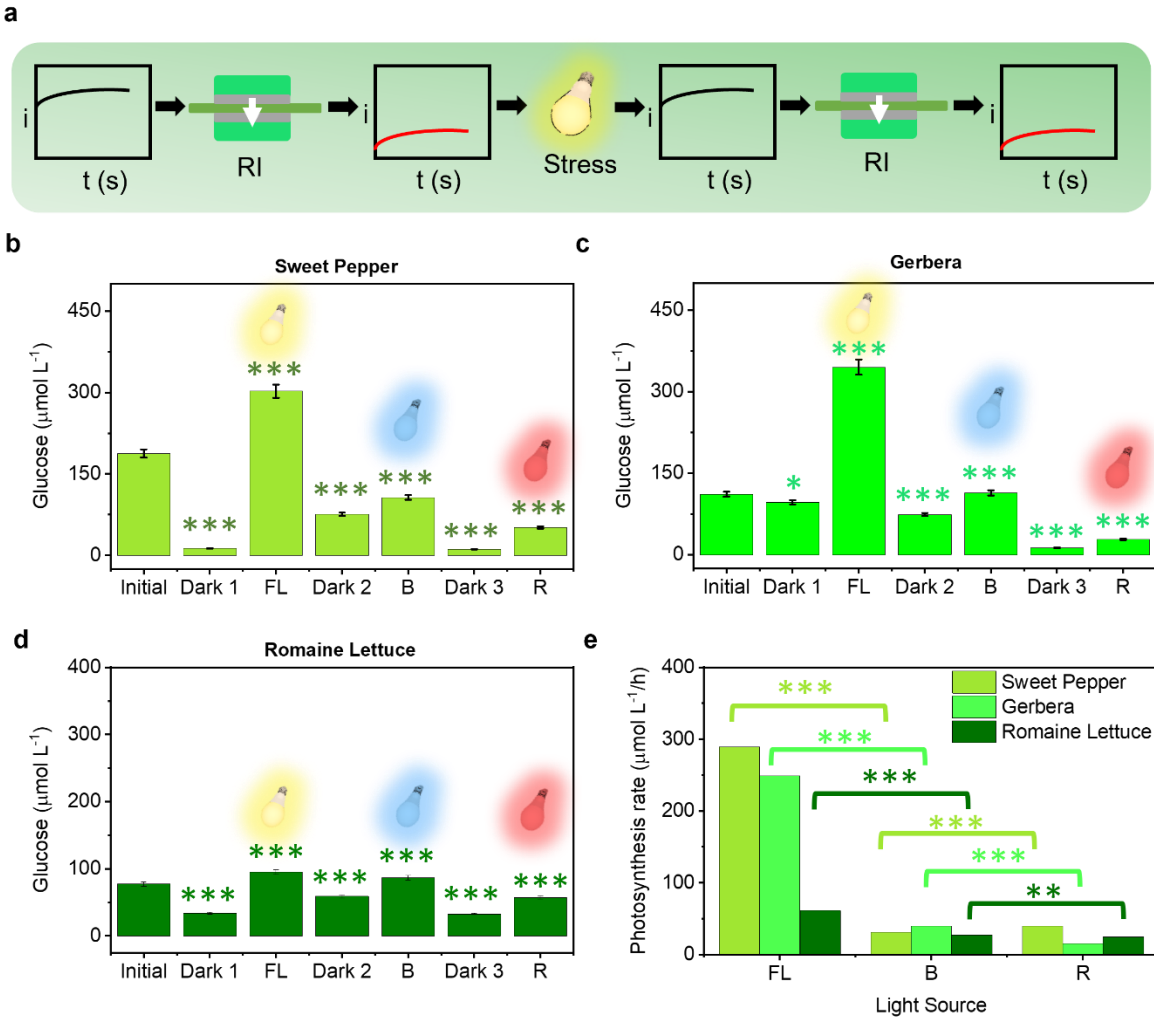 a
i
t (s)
RI
i
t (s)
Stress
i
t (s)
RI
i
t (s)
b
Sweet Pepper
Glucose (μmol L⁻¹)
450
300
150
0
***
***
***
***
***
***
Initial Dark 1 FL Dark 2 B Dark 3 R
c
Gerbera
Glucose (μmol L⁻¹)
450
300
150
0
*
***
***
***
***
***
Initial Dark 1 FL Dark 2 B Dark 3 R
d
Romaine Lettuce
Glucose (μmol L⁻¹)
400
300
200
100
0
***
***
***
***
***
***
Initial Dark 1 FL Dark 2 B Dark 3 R
e
Photosynthesis rate (μmol L⁻¹/h)
400
300
200
100
0
Sweet Pepper
Gerbera
Romaine Lettuce
***
***
***
***
***
**
FL B R
Light Source